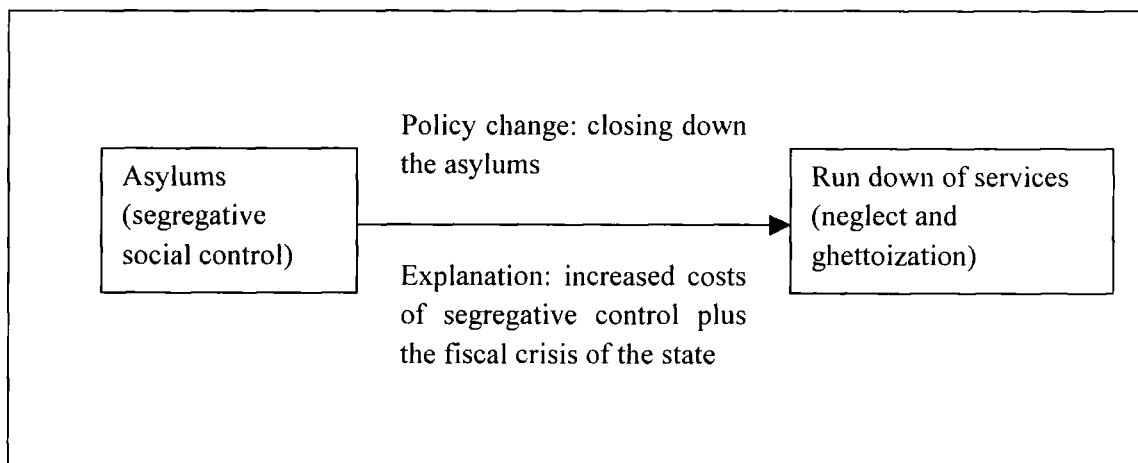 Asylums
(segregative
social control)
Policy change: closing down
the asylums
Explanation: increased costs
of segregative control plus
the fiscal crisis of the state
Run down of services
(neglect and
ghettoization)